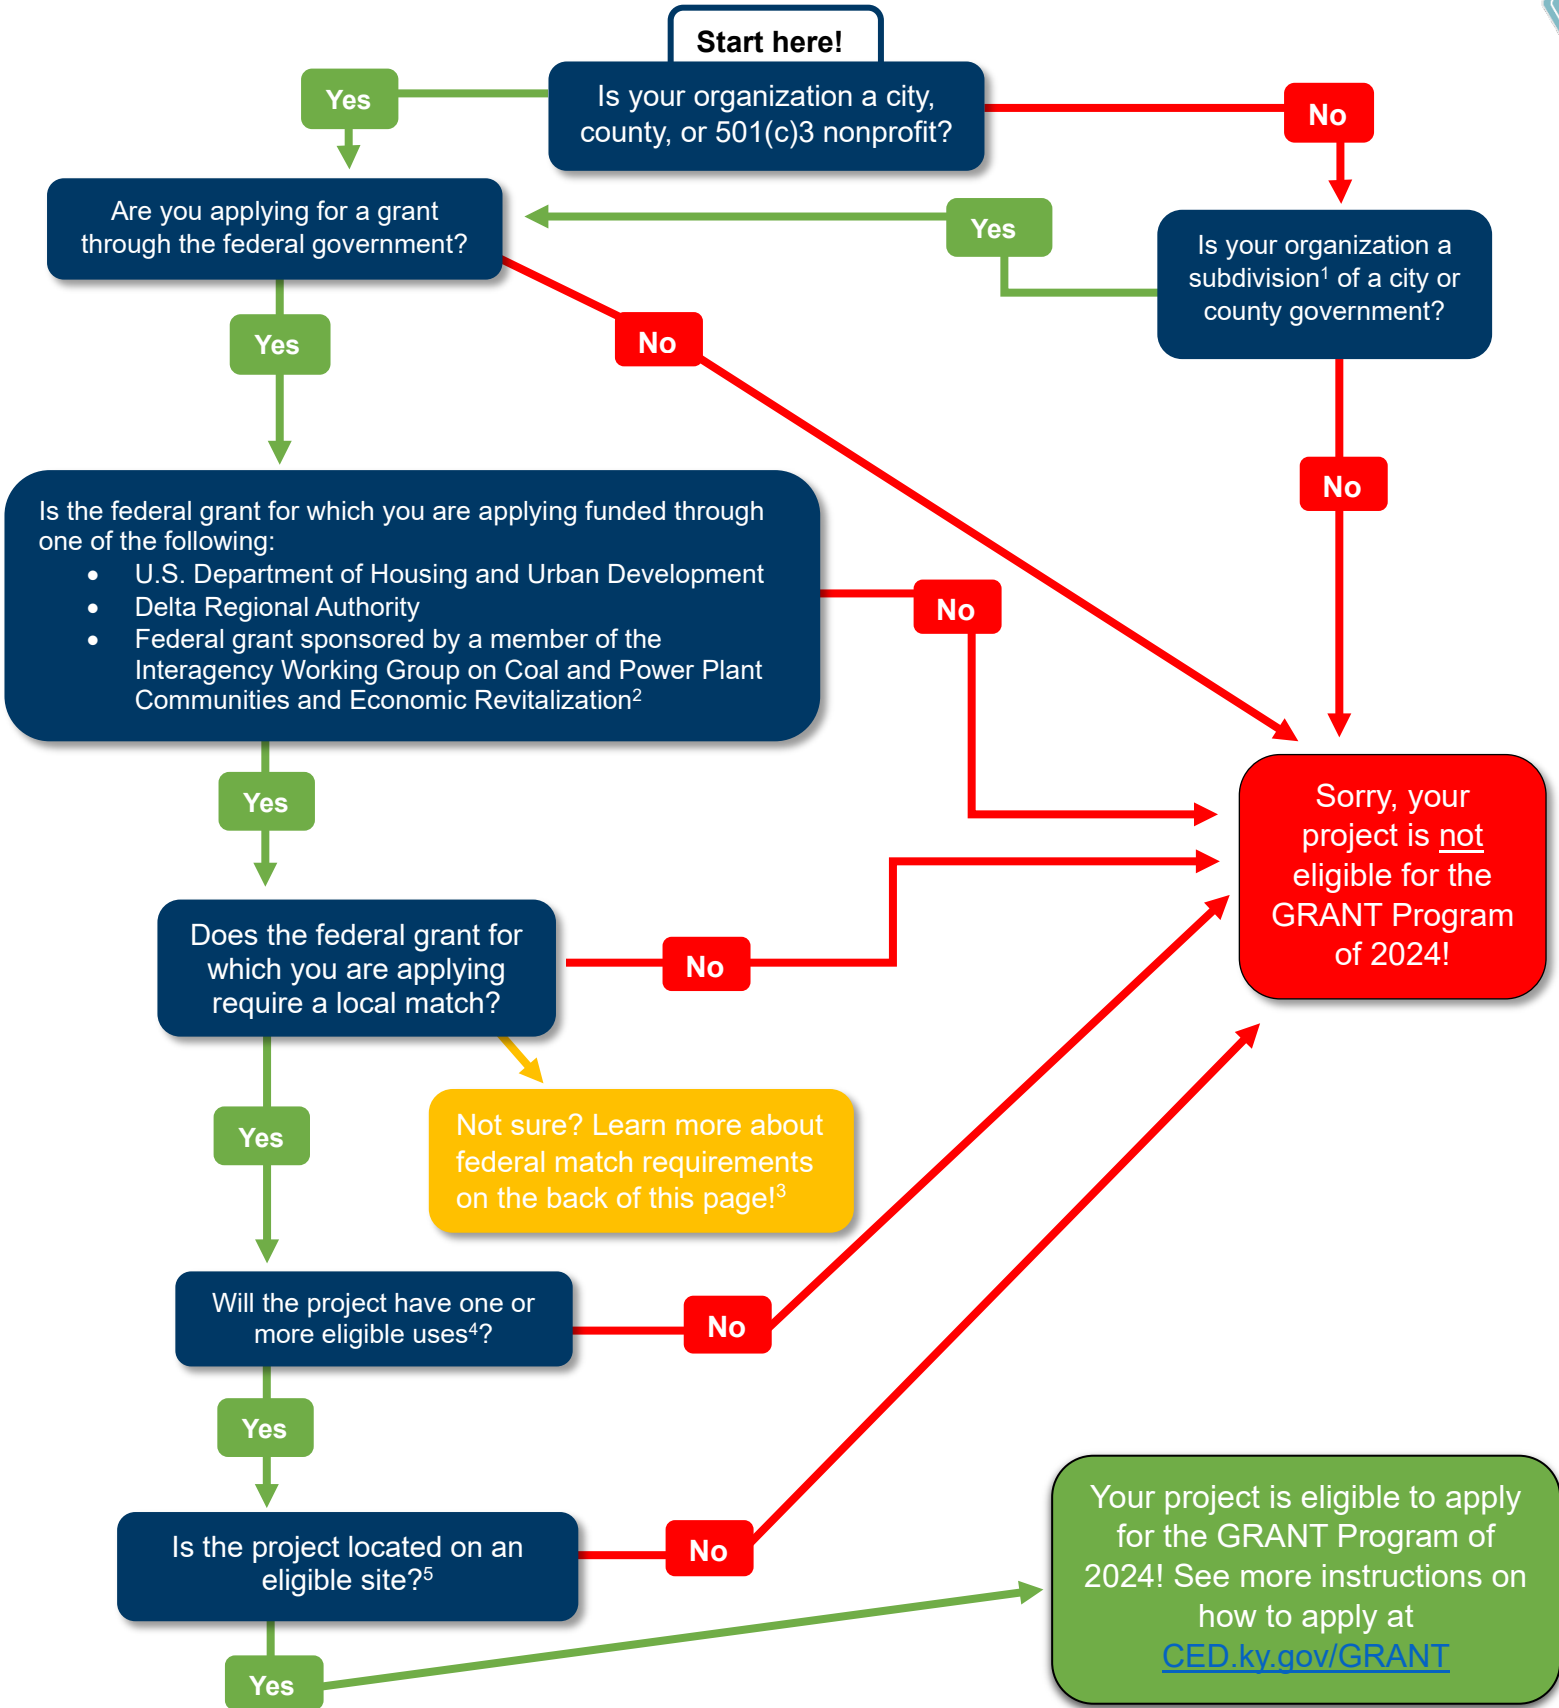 Start here!
Is your organization a city,
county, or 501(c)3 nonprofit?
Yes
No
Are you applying for a grant
through the federal government?
Yes
Is your organization a
subdivision¹ of a city or
county government?
Yes
No
No
Is the federal grant for which you are applying funded through
one of the following:
• U.S. Department of Housing and Urban Development
• Delta Regional Authority
• Federal grant sponsored by a member of the
Interagency Working Group on Coal and Power Plant
Communities and Economic Revitalization²
No
Yes
Sorry, your
project is not
eligible for the
GRANT Program
of 2024!
Does the federal grant for
which you are applying
require a local match?
No
Yes
Not sure? Learn more about
federal match requirements
on the back of this page!³
Will the project have one or
more eligible uses⁴?
No
Yes
Is the project located on an
eligible site?⁵
No
Yes
Your project is eligible to apply
for the GRANT Program of
2024! See more instructions on
how to apply at
CED.ky.gov/GRANT